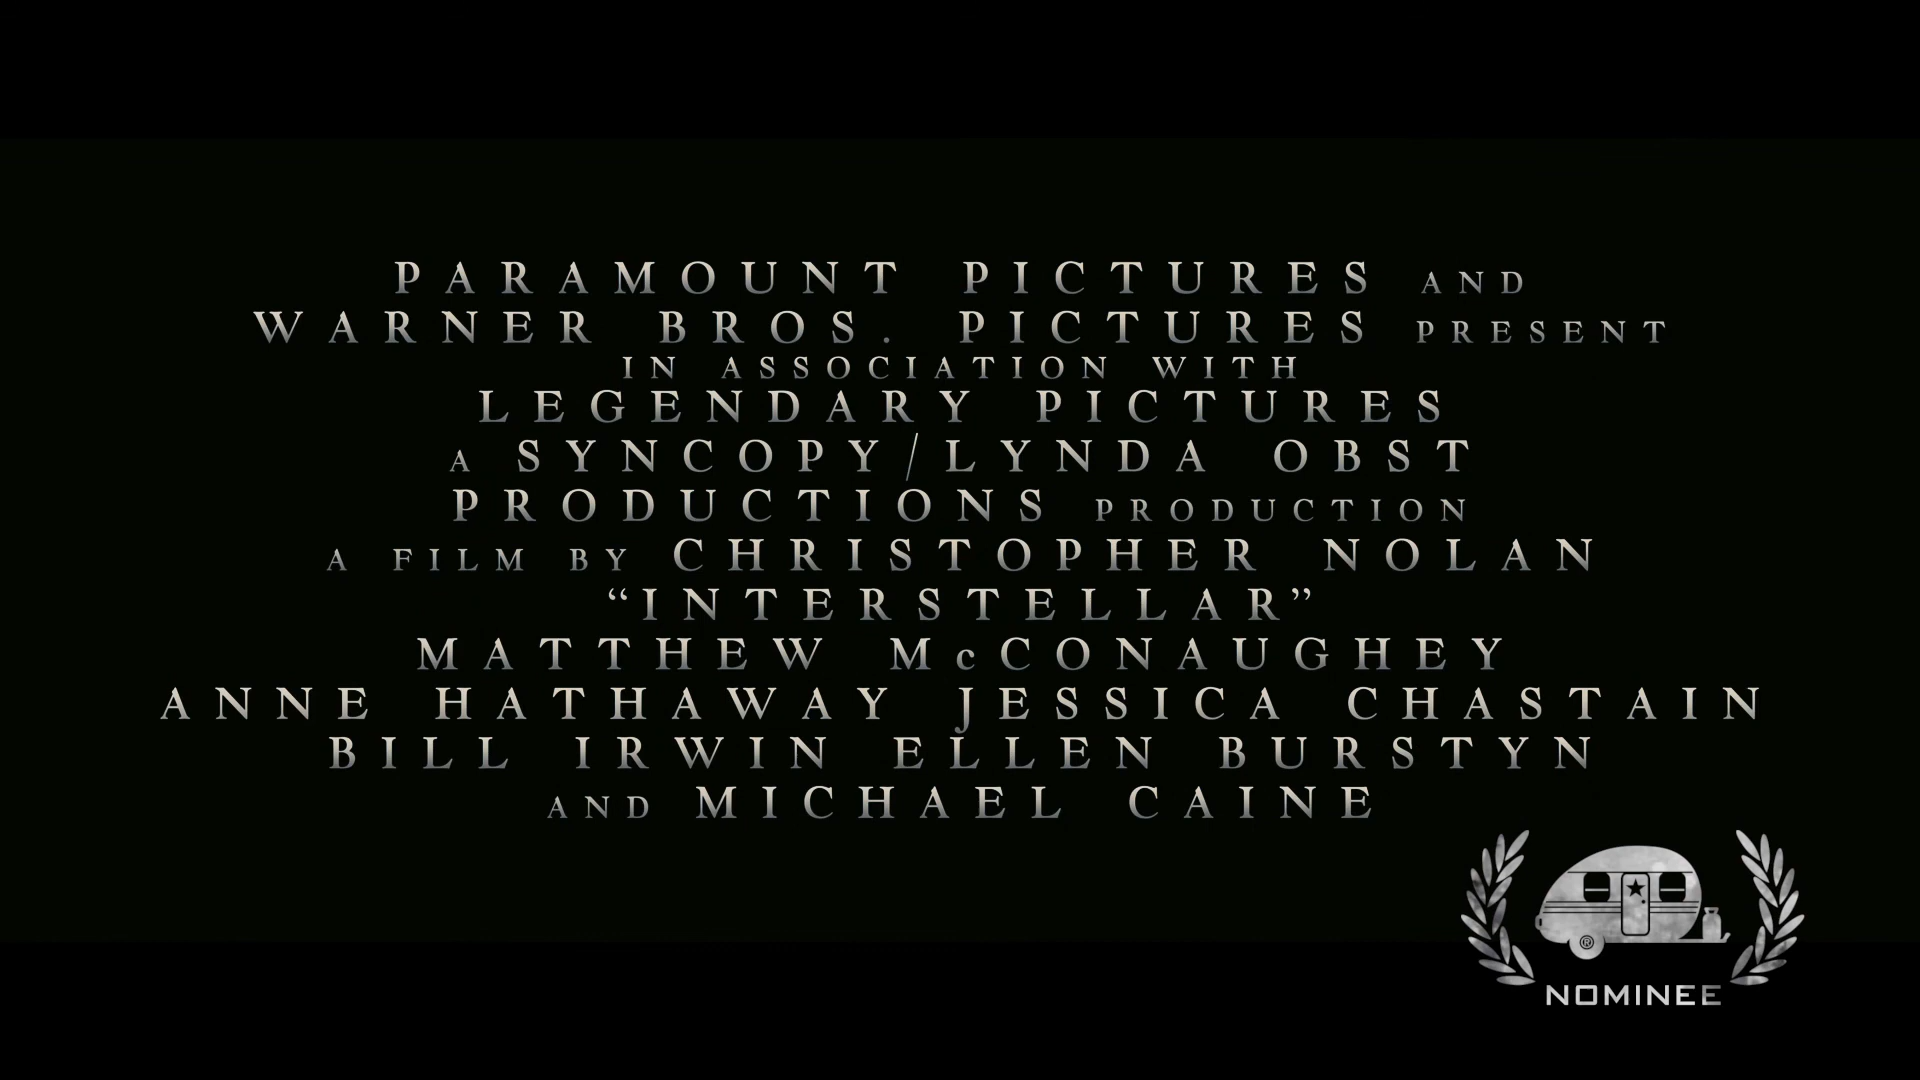 PARAMOUNT PICTURES AND
WARNER BROS. PICTURES PRESENT
IN ASSOCIATION WITH
LEGENDARY PICTURES
A SYNCOPY/LYNDA OBST
PRODUCTIONS PRODUCTION
A FILM BY CHRISTOPHER NOLAN
“INTERSTELLAR”
MATTHEW McCONAUGHEY
ANNE HATHAWAY JESSICA CHASTAIN
BILL IRWIN ELLEN BURSTYN
AND MICHAEL CAINE
®
NOMINEE